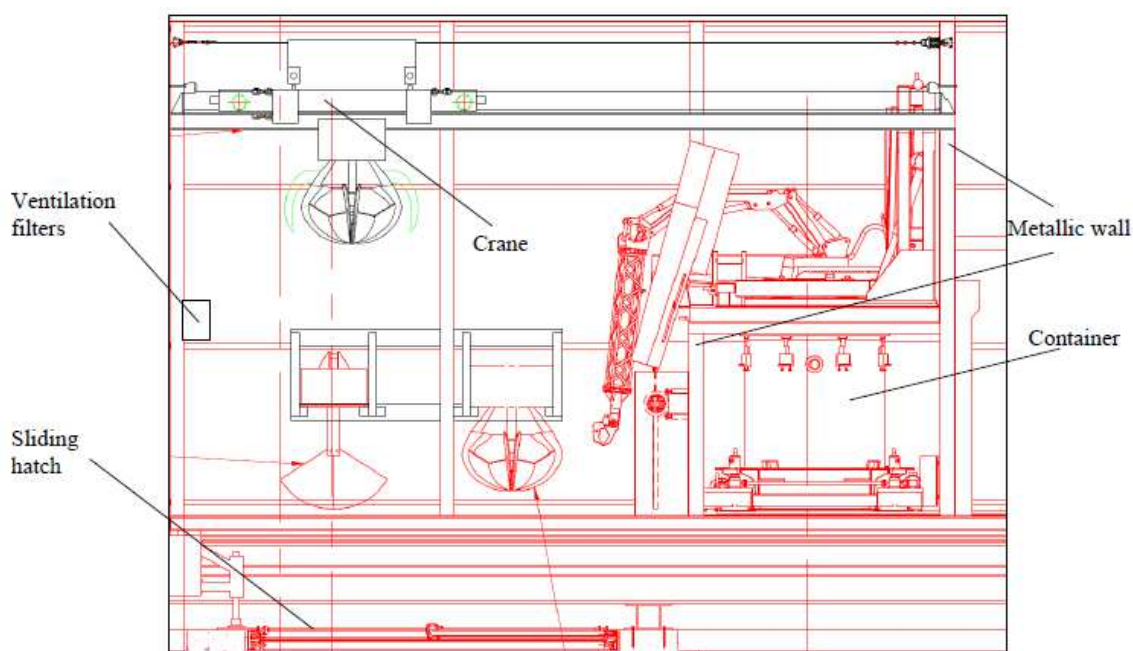 Ventilation
filters
Crane
Metallic wall
Container
Sliding
hatch